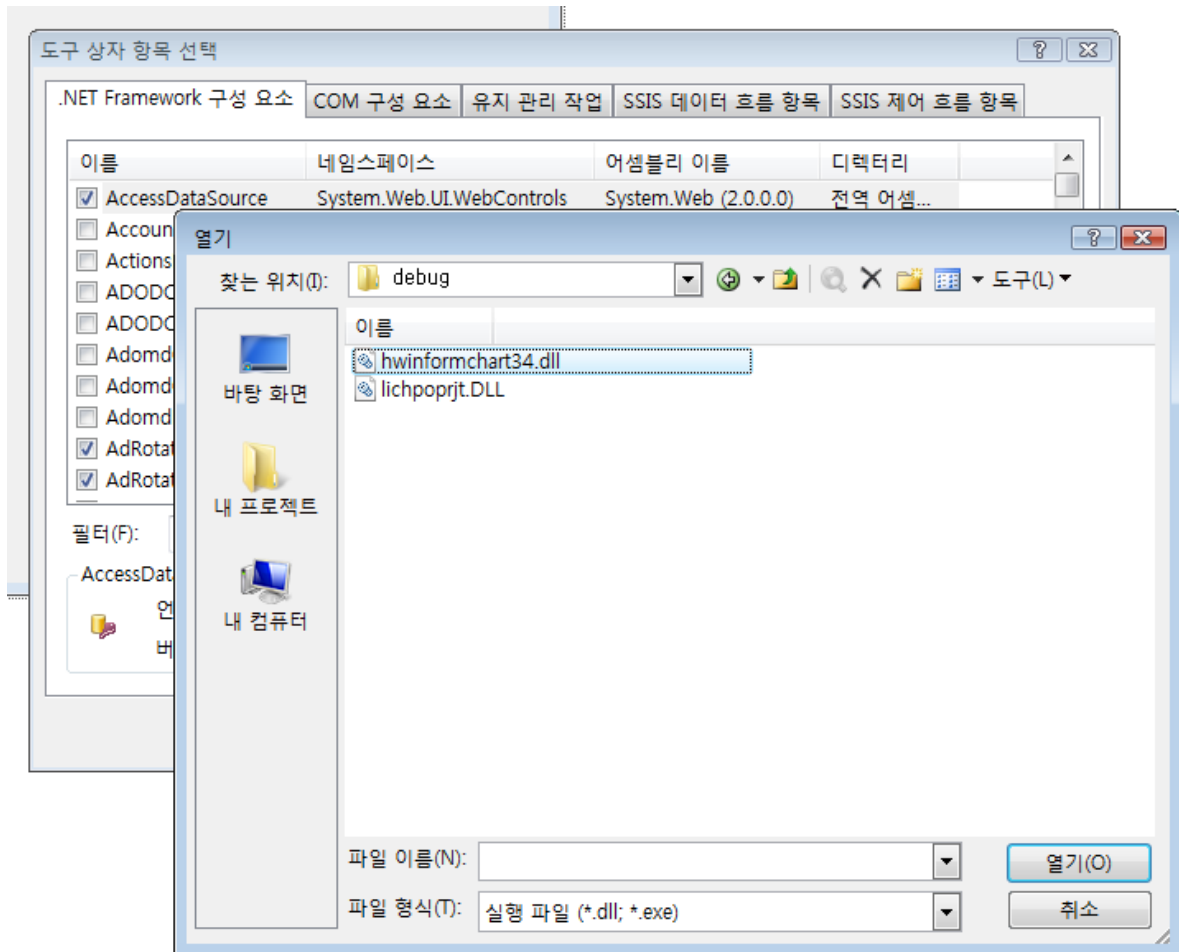 도구 상자 항목 선택
.NET Framework 구성 요소 COM 구성 요소 유지 관리 작업 SSIS 데이터 흐름 항목 SSIS 제어 흐름 항목
이름 네임스페이스 어셈블리 이름 디렉터리
AccessDataSource System.Web.UI.WebControls System.Web (2.0.0.0) 전역 어셈...
Accoun
Actions
ADODC
ADODC
Adomd
Adomd
Adomd
AdRotat
AdRotat
필터(F):
AccessDat
언
버
열기
찾는 위치(I): debug 도구(L)
바탕 화면
내 프로젝트
내 컴퓨터
이름
hwinformchart34.dll
lichpoprjt.DLL
파일 이름(N): 열기(O)
파일 형식(T): 실행 파일 (*.dll; *.exe) 취소